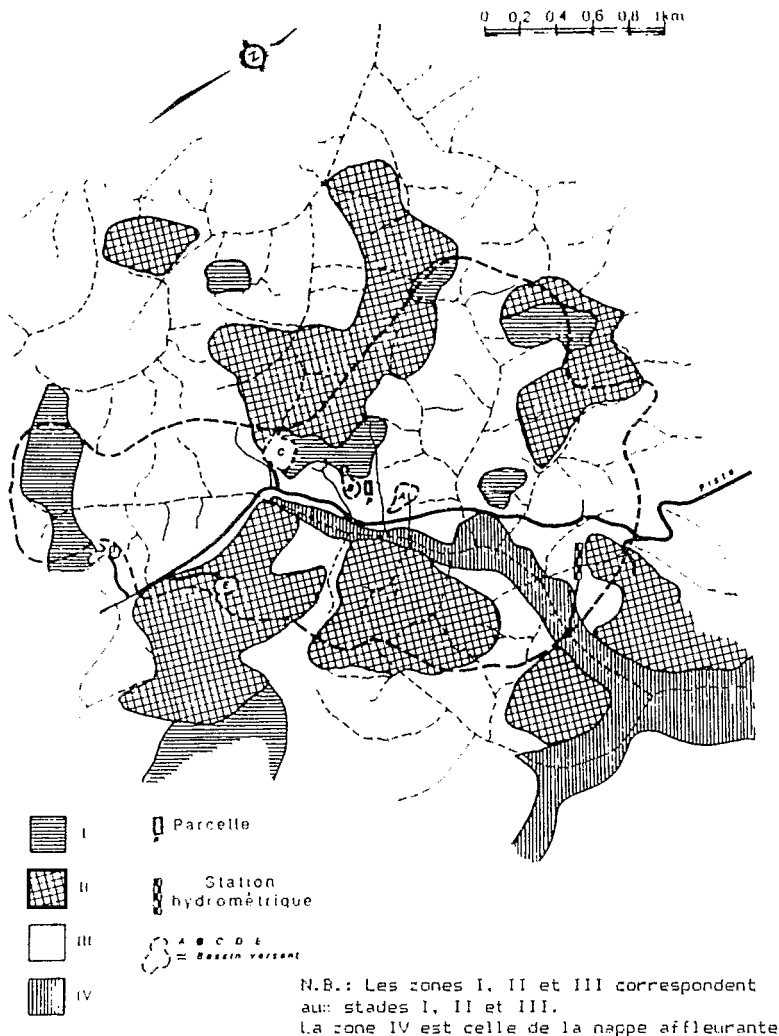 0 0,2 0,4 0,6 0,8 1km
N
Piste
C
B
P
A
E
I
II
III
IV
Parcelle
P
Station
hydrométrique
A B C D E
= Bassin versant
N.B.: Les zones I, II et III correspondent
aux stades I, II et III.
La zone IV est celle de la nappe affleurante